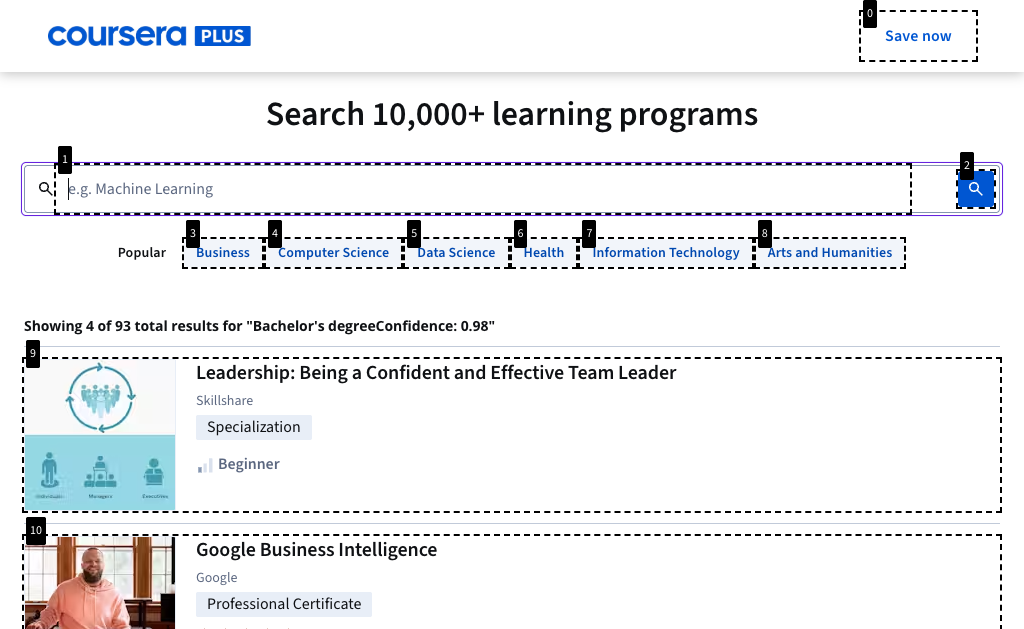 coursera PLUS
0
Save now
Search 10,000+ learning programs
1
e.g. Machine Learning
2
Popular
3
Business
4
Computer Science
5
Data Science
6
Health
7
Information Technology
8
Arts and Humanities
Showing 4 of 93 total results for "Bachelor's degreeConfidence: 0.98"
9
Leadership: Being a Confident and Effective Team Leader
Skillshare
Specialization
Beginner
Individuals
Managers
Executives
10
Google Business Intelligence
Google
Professional Certificate